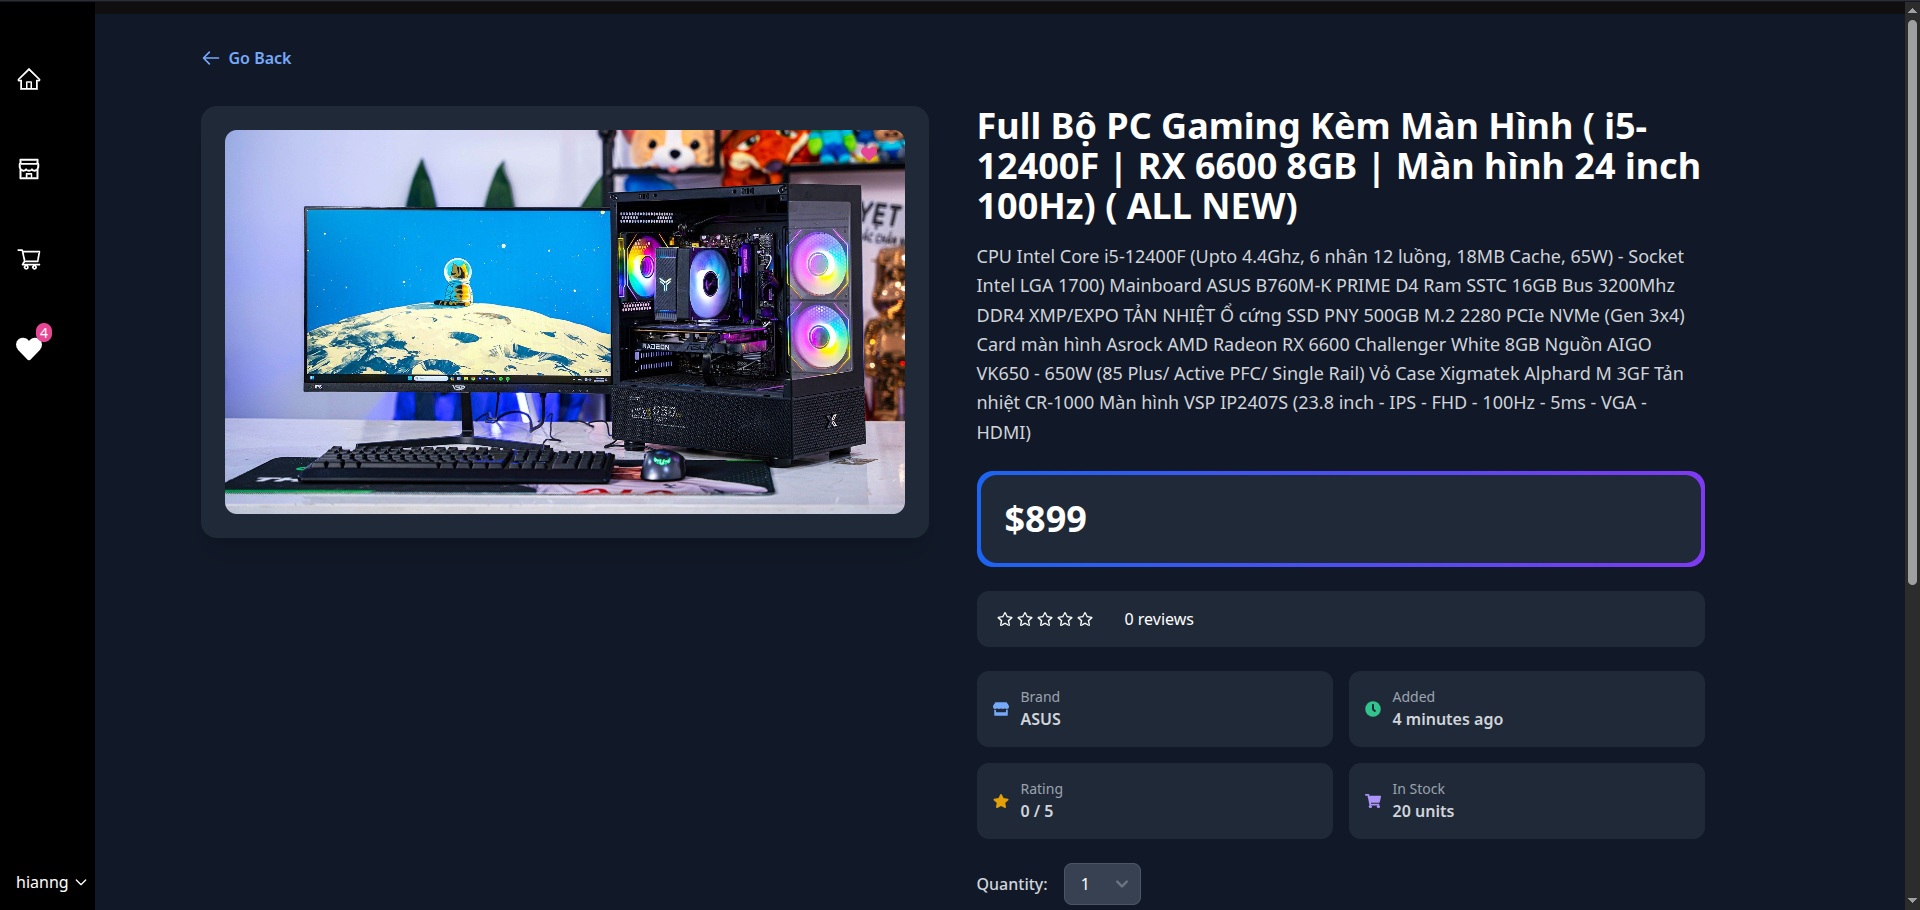 Go Back
Full Bộ PC Gaming Kèm Màn Hình ( i5-
12400F | RX 6600 8GB | Màn hình 24 inch
100Hz) ( ALL NEW)
CPU Intel Core i5-12400F (Upto 4.4Ghz, 6 nhân 12 luồng, 18MB Cache, 65W) - Socket
Intel LGA 1700) Mainboard ASUS B760M-K PRIME D4 Ram SSTC 16GB Bus 3200Mhz
DDR4 XMP/EXPO TẢN NHIỆT Ổ cứng SSD PNY 500GB M.2 2280 PCIe NVMe (Gen 3x4)
Card màn hình Asrock AMD Radeon RX 6600 Challenger White 8GB Nguồn AIGO
VK650 - 650W (85 Plus/ Active PFC/ Single Rail) Vỏ Case Xigmatek Alphard M 3GF Tản
nhiệt CR-1000 Màn hình VSP IP2407S (23.8 inch - IPS - FHD - 100Hz - 5ms - VGA -
HDMI)
RADEON
VSP
$899
0 reviews
Brand
ASUS
Added
4 minutes ago
Rating
0 / 5
In Stock
20 units
Quantity:
1
4
hianng